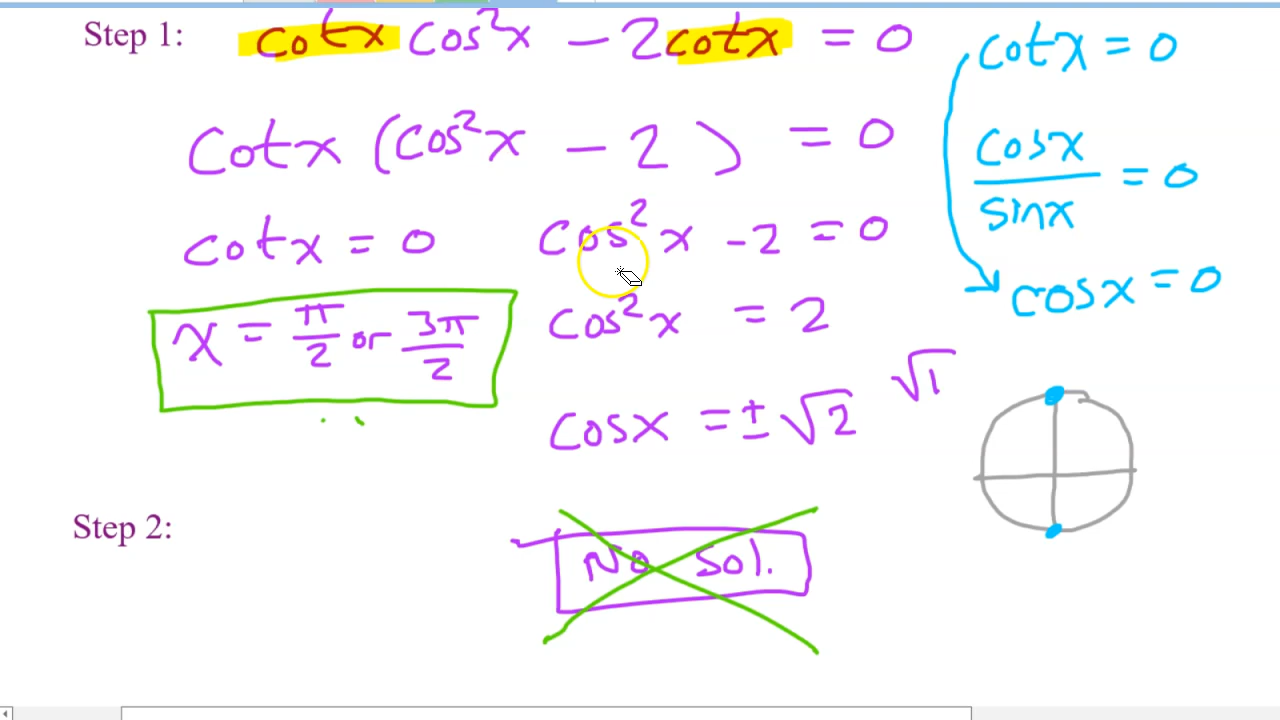 Step 1: cotx cos²x - 2cotx = 0
cotx (cos²x - 2) = 0
cotx = 0
cos²x - 2 = 0
x = π/2 or 3π/2
cos²x = 2
cosx = ±√2
√1
No sol.
cotx = 0
cosx/sinx = 0
cosx = 0
Step 2: